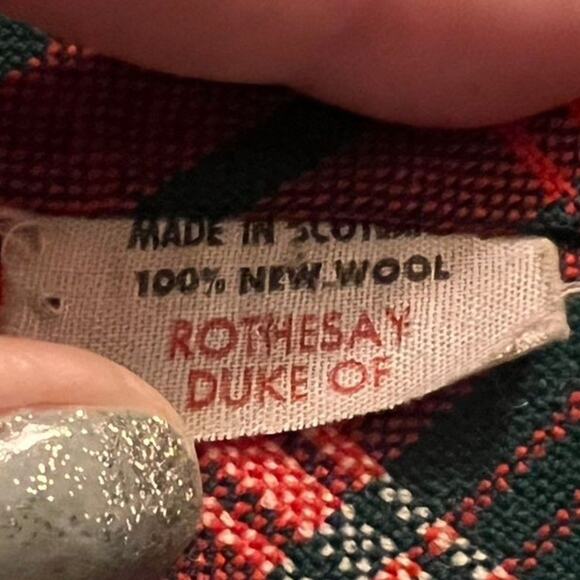 MADE IN SCOTLAND
100% NEW WOOL
ROTHESAY
DUKE OF